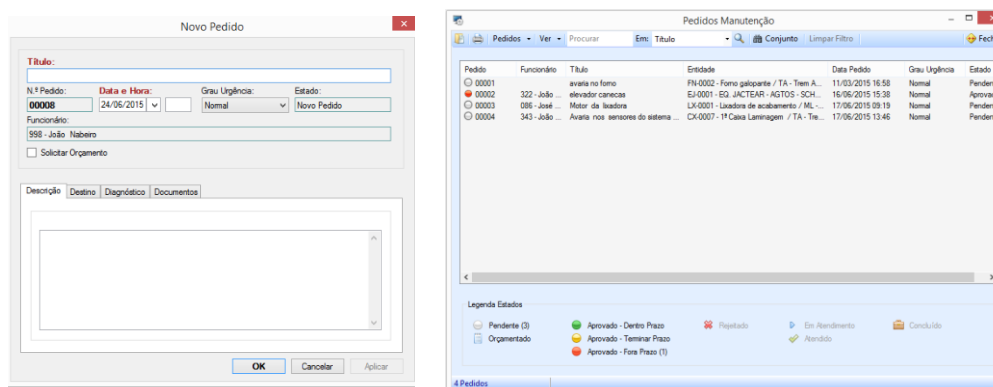 Novo Pedido
Título:
N.º Pedido: Data e Hora: Grau Urgência: Estado:
00008 24/06/2015 Normal Novo Pedido
Funcionário:
998 - João Nabeiro
Solicitar Orçamento
Descrição Destino Diagnóstico Documentos
OK Cancelar Aplicar
Pedidos Manutenção
Pedidos Ver Procurar Em: Título Conjunto Limpar Filtro Fech
Pedido Funcionário Título Entidade Data Pedido Grau Urgência Estado
00001 avaria no forno FN-0002 - Forno galopante / TA - Trem A... 11/03/2015 16:58 Normal Penden
00002 322 - João ... elevador canecas EJ-0001 - EQ. JACTEAR - AGTOS - SCH... 16/06/2015 15:38 Normal Aprovac
00003 086 - José ... Motor da lixadora LX-0001 - Lixadora de acabamento / ML -... 17/06/2015 09:19 Normal Penden
00004 343 - João ... Avaria nos sensores do sistema ... CX-0007 - 1ª Caixa Laminagem / TA - Tre... 17/06/2015 13:46 Normal Penden
Legenda Estados
Pendente (3) Aprovado - Dentro Prazo Rejeitado Em Atendimento Concluído
Orçamentado Aprovado - Terminar Prazo Atendido
Aprovado - Fora Prazo (1)
4 Pedidos